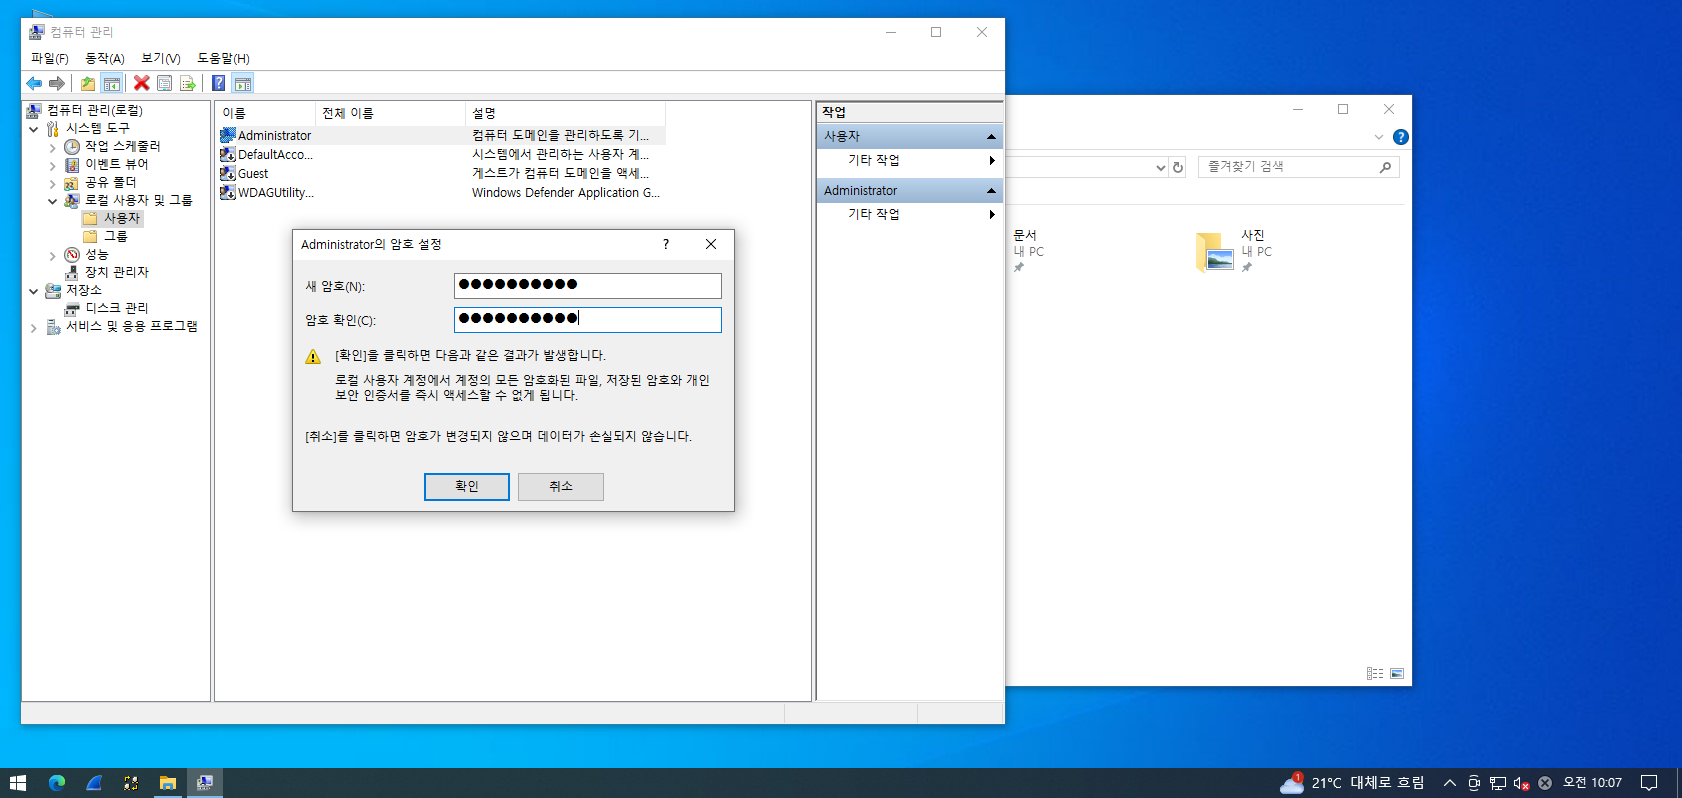 컴퓨터 관리
파일(F) 동작(A) 보기(V) 도움말(H)
컴퓨터 관리(로컬)
시스템 도구
작업 스케줄러
이벤트 뷰어
공유 폴더
로컬 사용자 및 그룹
사용자
그룹
성능
장치 관리자
저장소
디스크 관리
서비스 및 응용 프로그램
이름 전체 이름 설명
Administrator 컴퓨터 도메인을 관리하도록 기...
DefaultAcco... 시스템에서 관리하는 사용자 계...
Guest 게스트가 컴퓨터 도메인을 액세...
WDAGUtility... Windows Defender Application G...
작업
사용자
기타 작업
Administrator
기타 작업
Administrator의 암호 설정
새 암호(N): ●●●●●●●●●●
암호 확인(C): ●●●●●●●●●●
[확인]을 클릭하면 다음과 같은 결과가 발생합니다.
로컬 사용자 계정에서 계정의 모든 암호화된 파일, 저장된 암호와 개인
보안 인증서를 즉시 액세스할 수 없게 됩니다.
[취소]를 클릭하면 암호가 변경되지 않으며 데이터가 손실되지 않습니다.
확인 취소
즐겨찾기 검색
문서
내 PC
사진
내 PC
1
21°C 대체로 흐림
오전 10:07